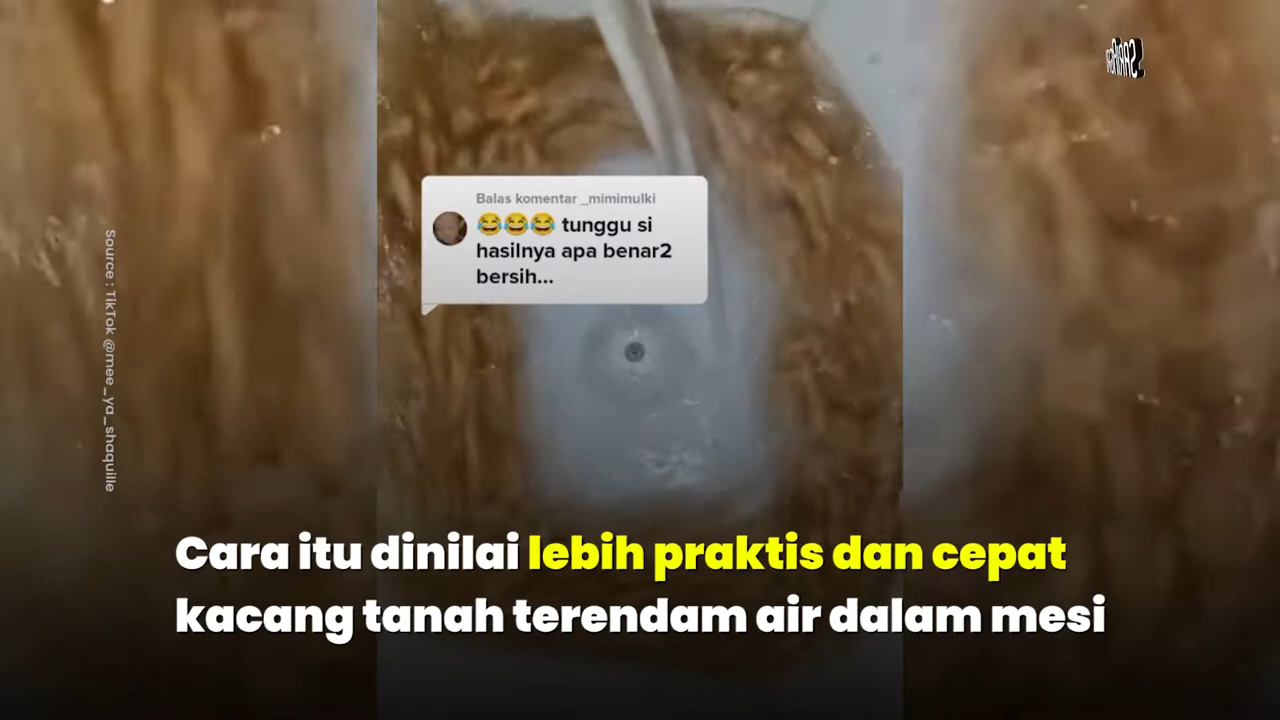 Balas komentar _mimimulki
😂😂😂 tunggu si
hasilnya apa benar2
bersih...
Source : TikTok @mee_ya_shaquille
Cara itu dinilai lebih praktis dan cepat
kacang tanah terendam air dalam mesi